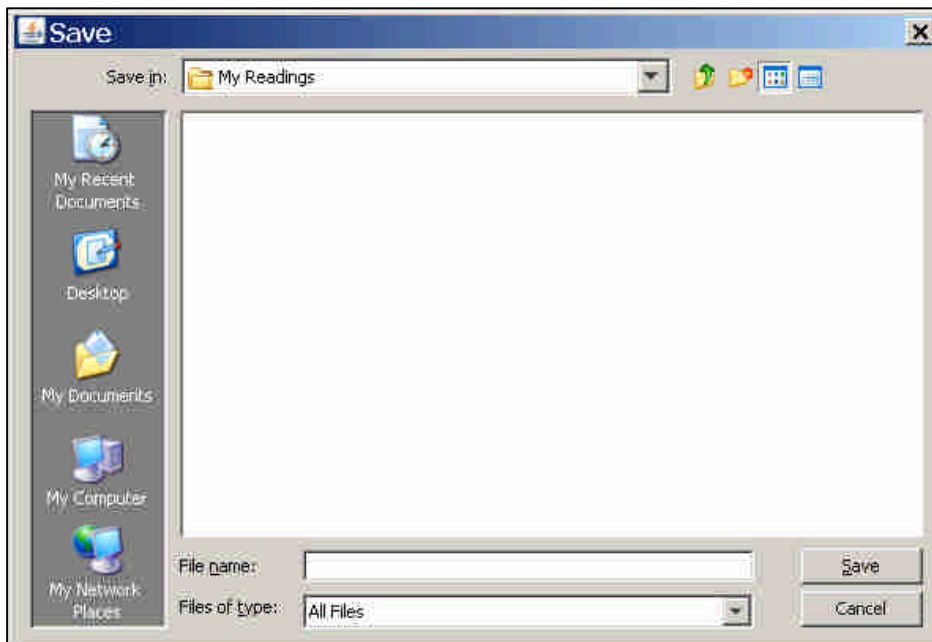 Save
Save in: My Readings
My Recent
Documents
Desktop
My Documents
My Computer
My Network
Places
File name:
Save
Files of type: All Files
Cancel